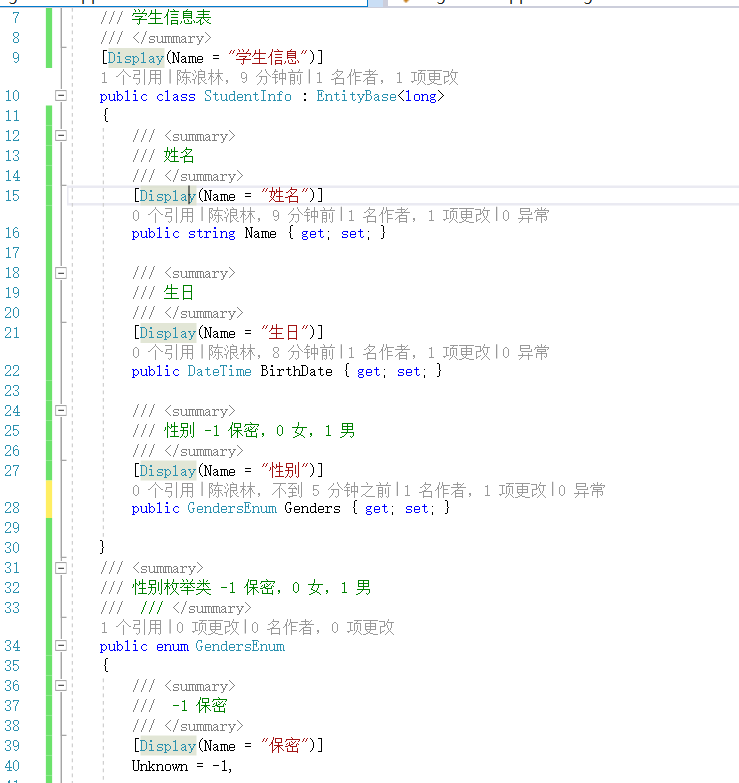 7 /// 学生信息表
8 /// </summary>
9 [Display(Name = "学生信息")]
1 个引用|陈浪林，9 分钟前|1 名作者，1 项更改
10 public class StudentInfo : EntityBase<long>
11 {
12 /// <summary>
13 /// 姓名
14 /// </summary>
15 [Display(Name = "姓名")]
0 个引用|陈浪林，9 分钟前|1 名作者，1 项更改|0 异常
16 public string Name { get; set; }
17
18 /// <summary>
19 /// 生日
20 /// </summary>
21 [Display(Name = "生日")]
0 个引用|陈浪林，8 分钟前|1 名作者，1 项更改|0 异常
22 public DateTime BirthDate { get; set; }
23
24 /// <summary>
25 /// 性别 -1 保密，0 女，1 男
26 /// </summary>
27 [Display(Name = "性别")]
0 个引用|陈浪林，不到 5 分钟之前|1 名作者，1 项更改|0 异常
28 public GendersEnum Genders { get; set; }
29
30 }
31 /// <summary>
32 /// 性别枚举类 -1 保密，0 女，1 男
33 /// /// </summary>
1 个引用|0 项更改|0 名作者，0 项更改
34 public enum GendersEnum
35 {
36 /// <summary>
37 /// -1 保密
38 /// </summary>
39 [Display(Name = "保密")]
40 Unknown = -1,